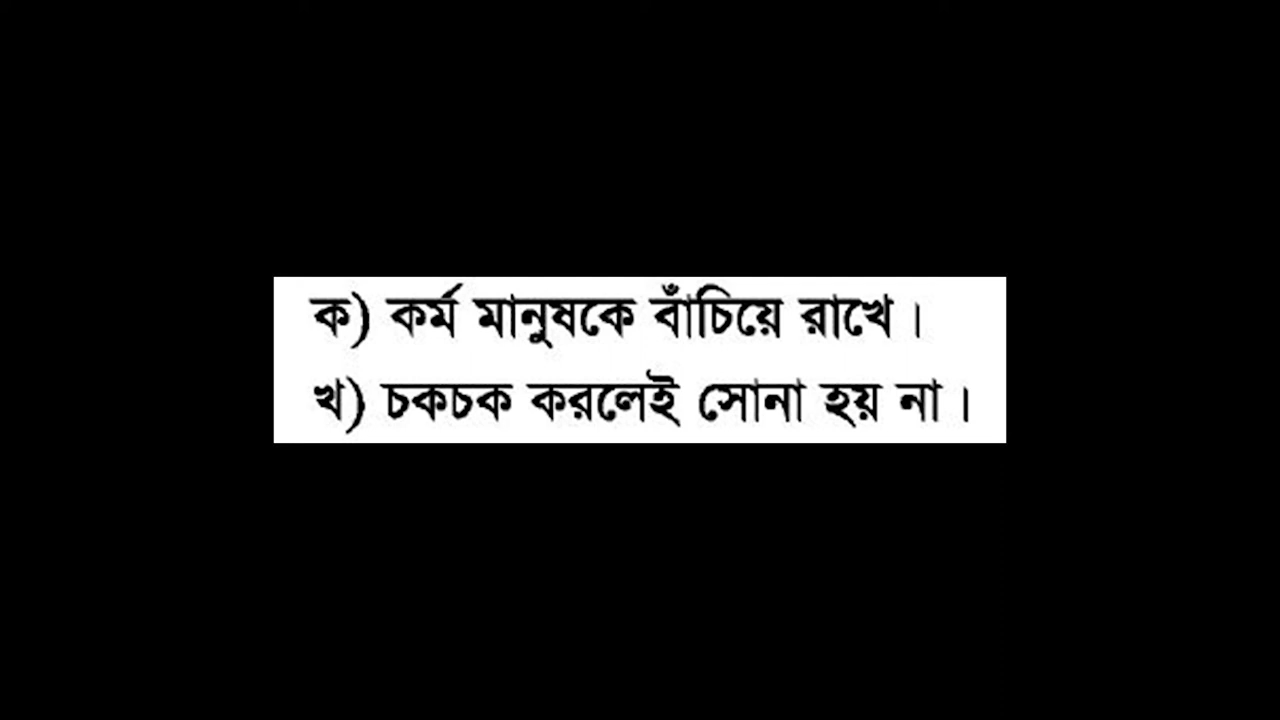 ক) কর্ম মানুষকে বাঁচিয়ে রাখে।
খ) চকচক করলেই সোনা হয় না।